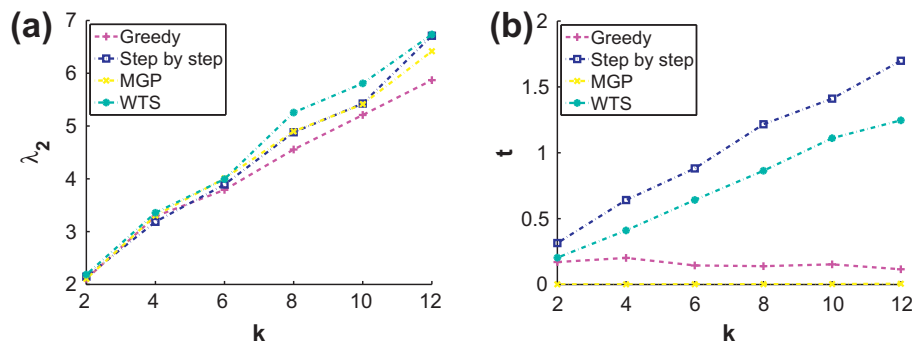 (a)
7
6
5
4
3
2
λ2
Greedy
Step by step
MGP
WTS
2 4 6 8 10 12
k
(b)
2
1.5
1
0.5
0
t
Greedy
Step by step
MGP
WTS
2 4 6 8 10 12
k